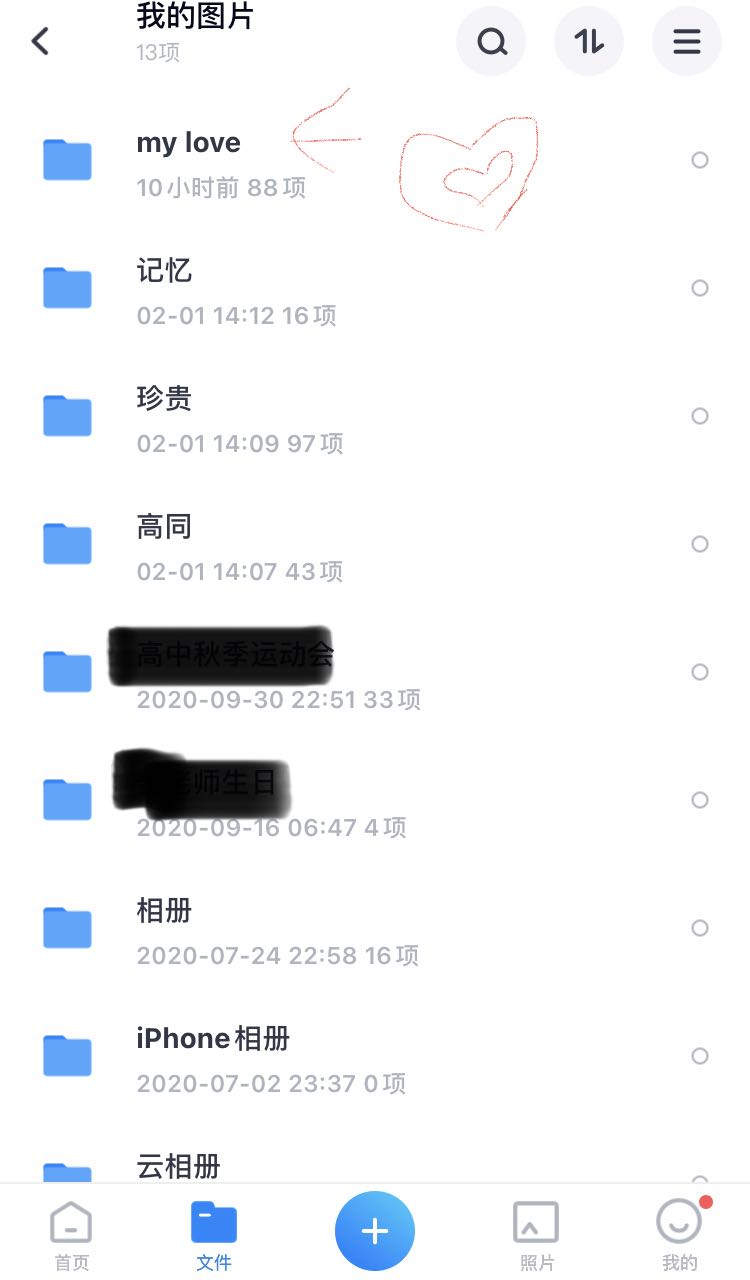 我的图片
13项
my love
10小时前 88项
记忆
02-01 14:12 16项
珍贵
02-01 14:09 97项
高同
02-01 14:07 43项
高中秋季运动会
2020-09-30 22:51 33项
师生日
2020-09-16 06:47 4项
相册
2020-07-24 22:58 16项
iPhone相册
2020-07-02 23:37 0项
云相册
首页 文件 照片 我的